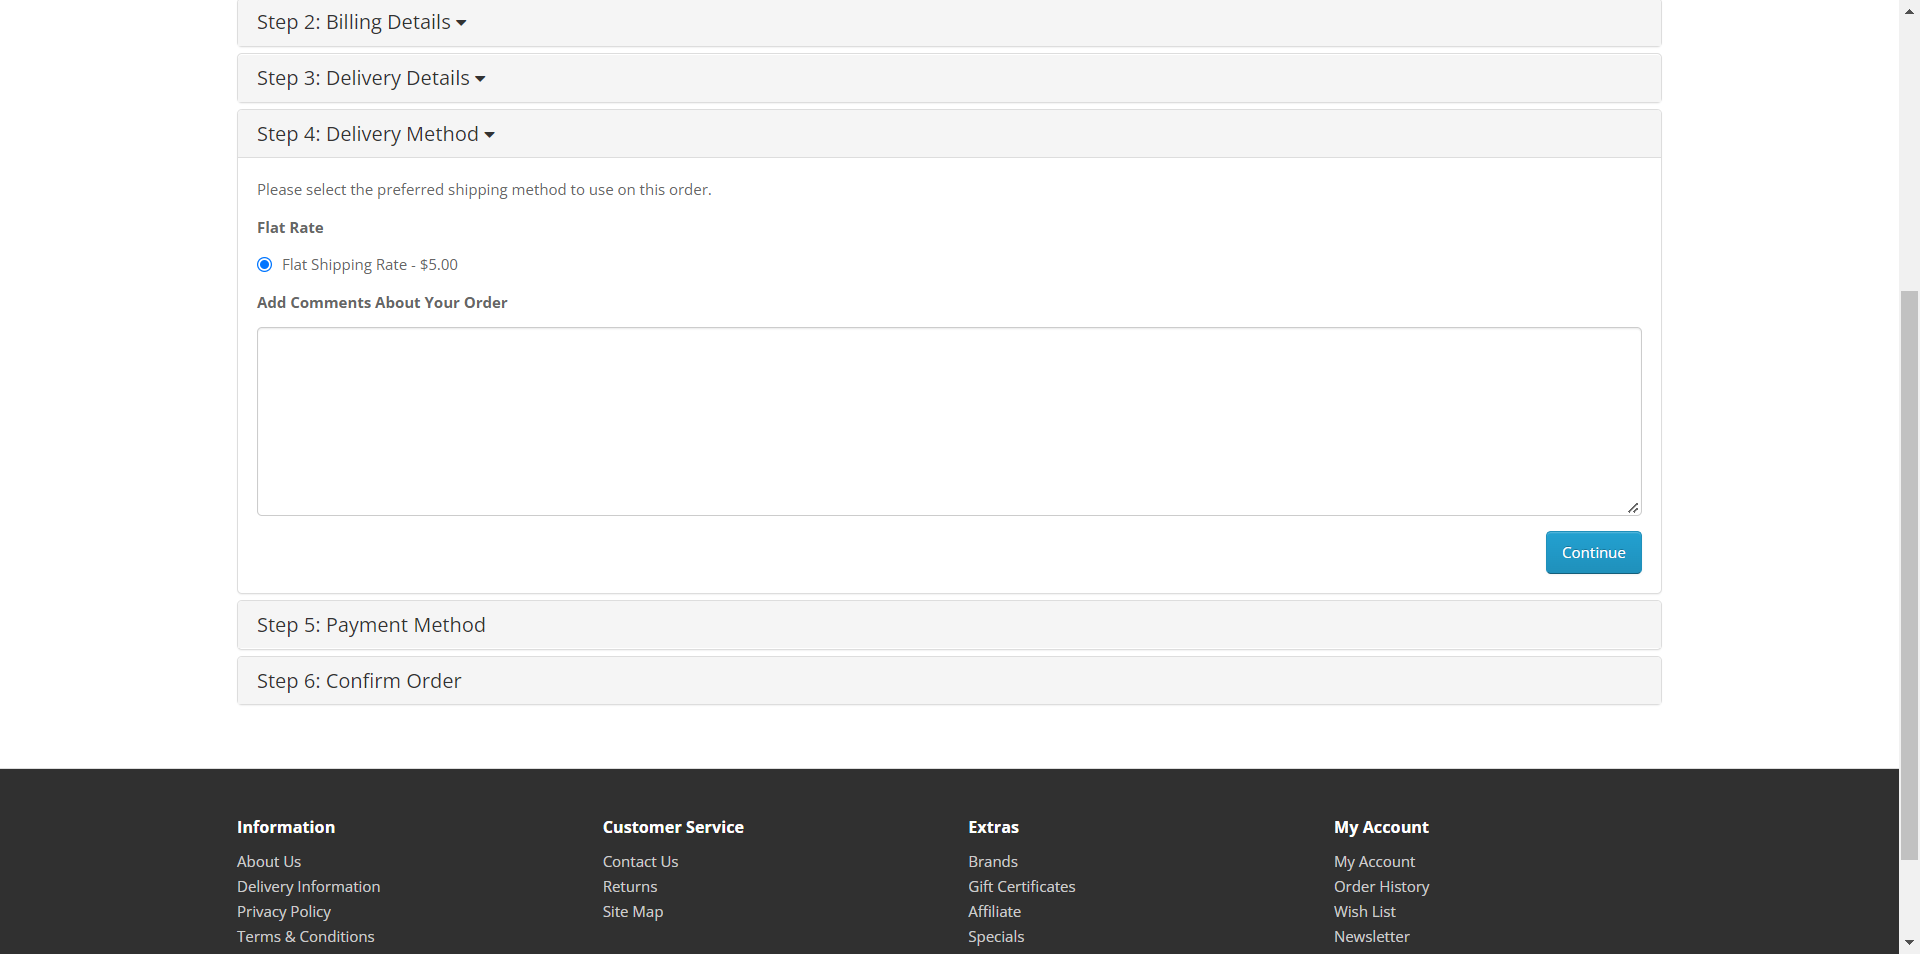 Step 2: Billing Details
Step 3: Delivery Details
Step 4: Delivery Method
Please select the preferred shipping method to use on this order.
Flat Rate
Flat Shipping Rate - $5.00
Add Comments About Your Order
Continue
Step 5: Payment Method
Step 6: Confirm Order
Information
About Us
Delivery Information
Privacy Policy
Terms & Conditions
Customer Service
Contact Us
Returns
Site Map
Extras
Brands
Gift Certificates
Affiliate
Specials
My Account
My Account
Order History
Wish List
Newsletter